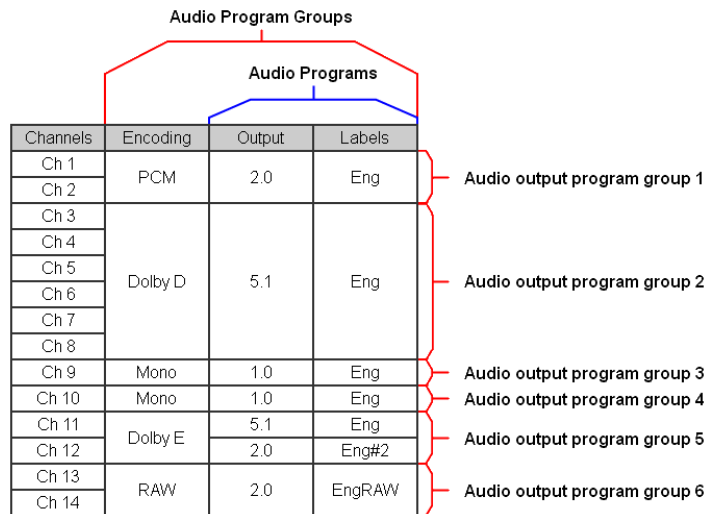 Audio Program Groups
Audio Programs
Channels Encoding Output Labels
Ch 1
PCM 2.0 Eng Audio output program group 1
Ch 2
Ch 3
Ch 4
Ch 5
Dolby D 5.1 Eng Audio output program group 2
Ch 6
Ch 7
Ch 8
Ch 9 Mono 1.0 Eng Audio output program group 3
Ch 10 Mono 1.0 Eng Audio output program group 4
Ch 11 5.1 Eng
Dolby E Audio output program group 5
Ch 12 2.0 Eng#2
Ch 13
RAW 2.0 EngRAW Audio output program group 6
Ch 14